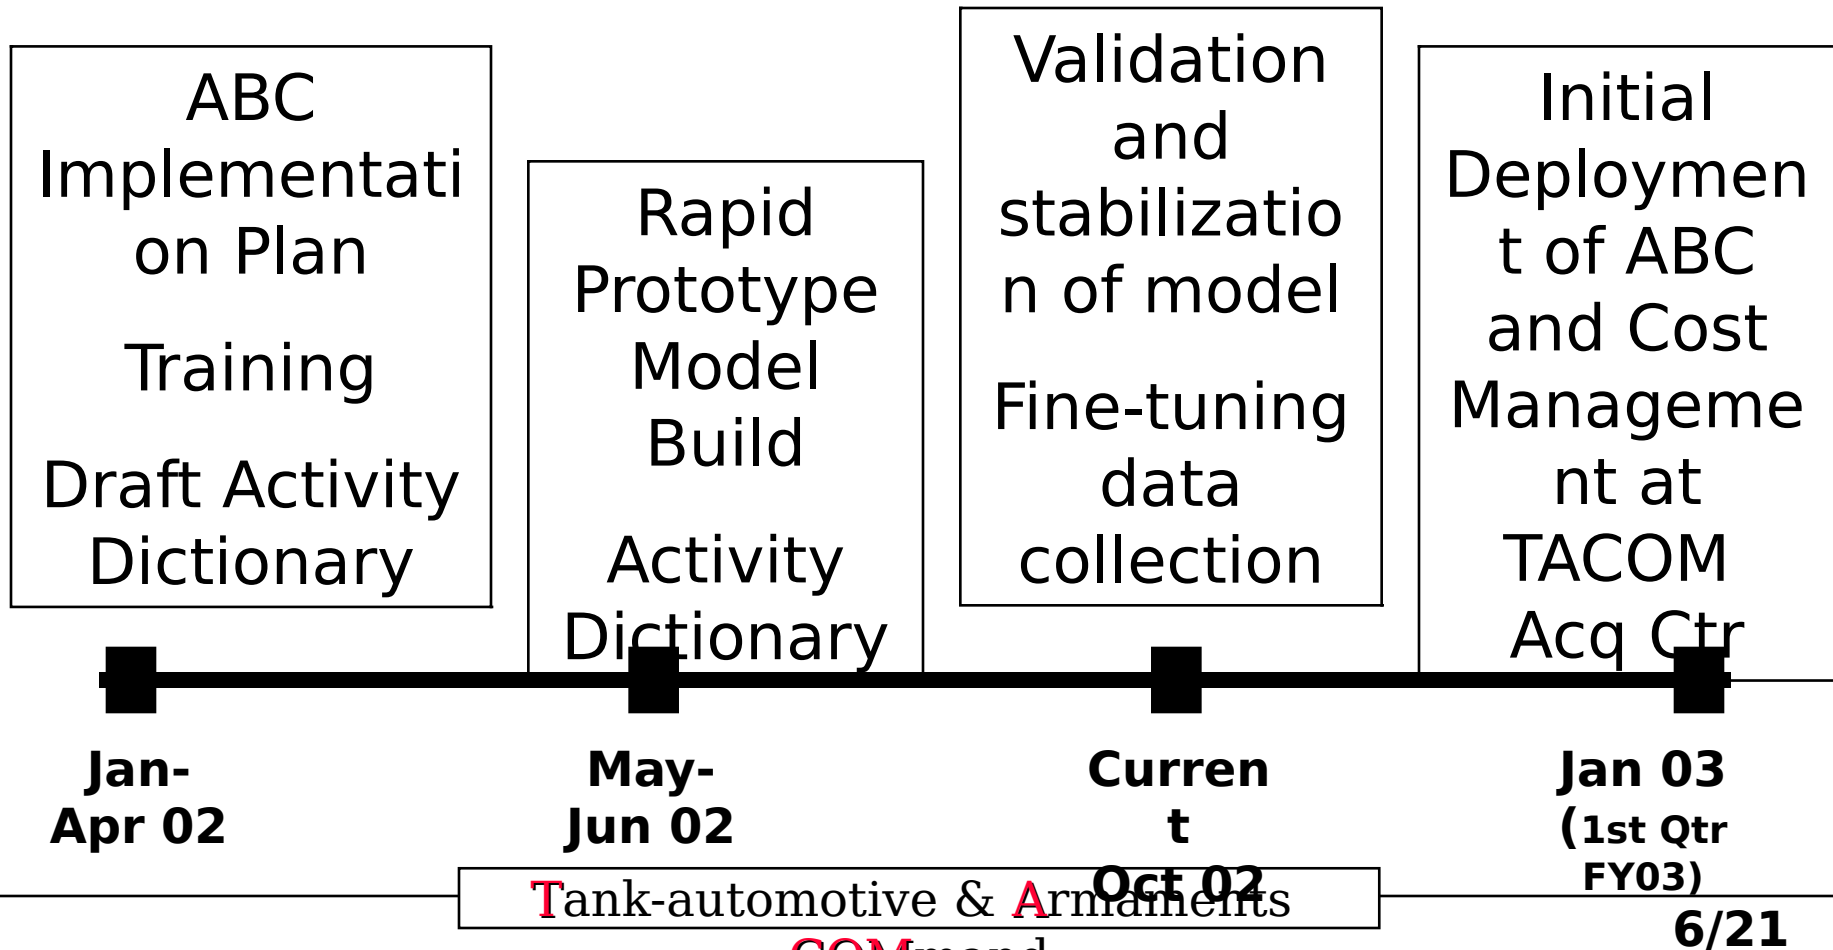 ABC
Implementati
on Plan
Training
Draft Activity
Dictionary
Rapid
Prototype
Model
Build
Activity
Dictionary
Validation
and
stabilizatio
n of model
Fine-tuning
data
collection
Initial
Deploymen
t of ABC
and Cost
Manageme
nt at
TACOM
Acq Ctr
Jan-
Apr 02
May-
Jun 02
Curren
t
Oct 02
Jan 03
(1st Qtr
FY03)
Tank-automotive & Armaments
COMmand
6/21